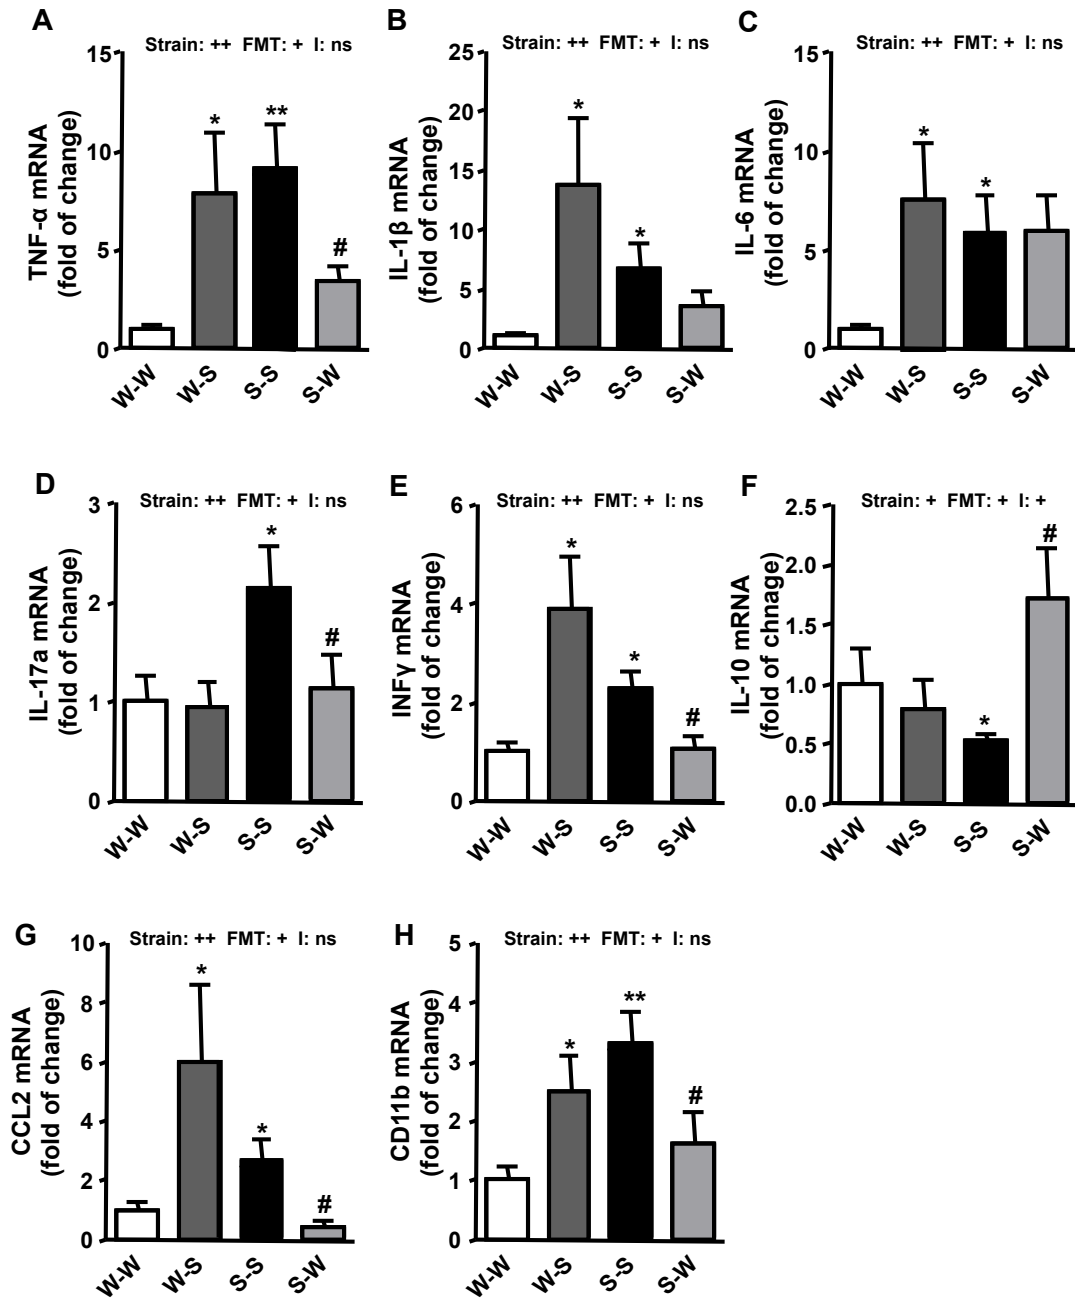 A
Strain: ++ FMT: + I: ns
TNF-α mRNA
(fold of change)
15
10
5
0
*
**
#
W-W
W-S
S-S
S-W
B
Strain: ++ FMT: + I: ns
IL-1β mRNA
(fold of change)
25
20
15
10
5
0
*
*
W-W
W-S
S-S
S-W
C
Strain: ++ FMT: + I: ns
IL-6 mRNA
(fold of change)
15
10
5
0
*
*
W-W
W-S
S-S
S-W
D
Strain: ++ FMT: + I: ns
IL-17a mRNA
(fold of change)
3
2
1
0
*
#
W-W
W-S
S-S
S-W
E
Strain: ++ FMT: + I: ns
INFγ mRNA
(fold of change)
6
4
2
0
*
*
#
W-W
W-S
S-S
S-W
F
Strain: + FMT: + I: +
IL-10 mRNA
(fold of chnage)
2.5
2.0
1.5
1.0
0.5
0.0
*
#
W-W
W-S
S-S
S-W
G
Strain: ++ FMT: + I: ns
CCL2 mRNA
(fold of change)
10
8
6
4
2
0
*
*
#
W-W
W-S
S-S
S-W
H
Strain: ++ FMT: + I: ns
CD11b mRNA
(fold of change)
5
4
3
2
1
0
*
**
#
W-W
W-S
S-S
S-W